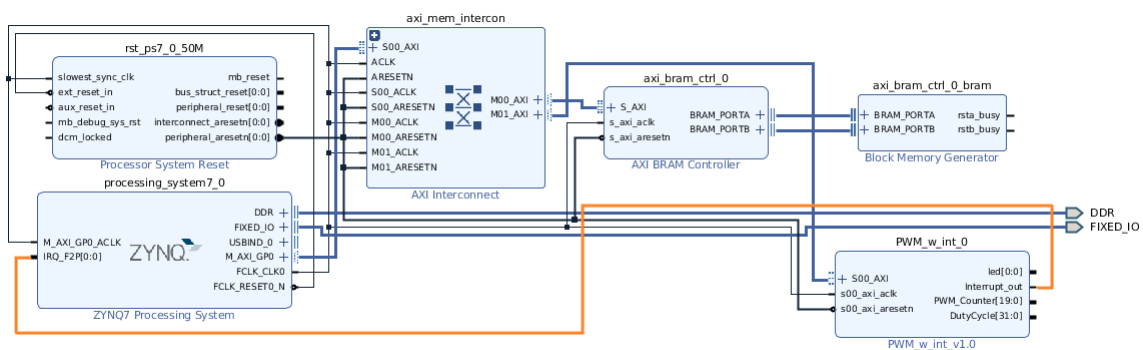 rst_ps7_0_50M
slowest_sync_clk
ext_reset_in
aux_reset_in
mb_debug_sys_rst
dcm_locked
mb_reset
bus_struct_reset[0:0]
peripheral_reset[0:0]
interconnect_aresetn[0:0]
peripheral_aresetn[0:0]
Processor System Reset
axi_mem_intercon
S00_AXI
ACLK
ARESETN
S00_ACLK
S00_ARESETN
M00_ACLK
M00_ARESETN
M01_ACLK
M01_ARESETN
M00_AXI
M01_AXI
AXI Interconnect
axi_bram_ctrl_0
S_AXI
s_axi_aclk
s_axi_aresetn
BRAM_PORTA
BRAM_PORTB
AXI BRAM Controller
axi_bram_ctrl_0_bram
BRAM_PORTA
BRAM_PORTB
rsta_busy
rstb_busy
Block Memory Generator
processing_system7_0
M_AXI_GP0_ACLK
IRQ_F2P[0:0]
ZYNQ
DDR
FIXED_IO
USBIND_0
M_AXI_GP0
FCLK_CLK0
FCLK_RESET0_N
ZYNQ7 Processing System
DDR
FIXED_IO
PWM_w_int_0
S00_AXI
s00_axi_aclk
s00_axi_aresetn
led[0:0]
Interrupt_out
PWM_Counter[19:0]
DutyCycle[31:0]
PWM_w_int_v1.0